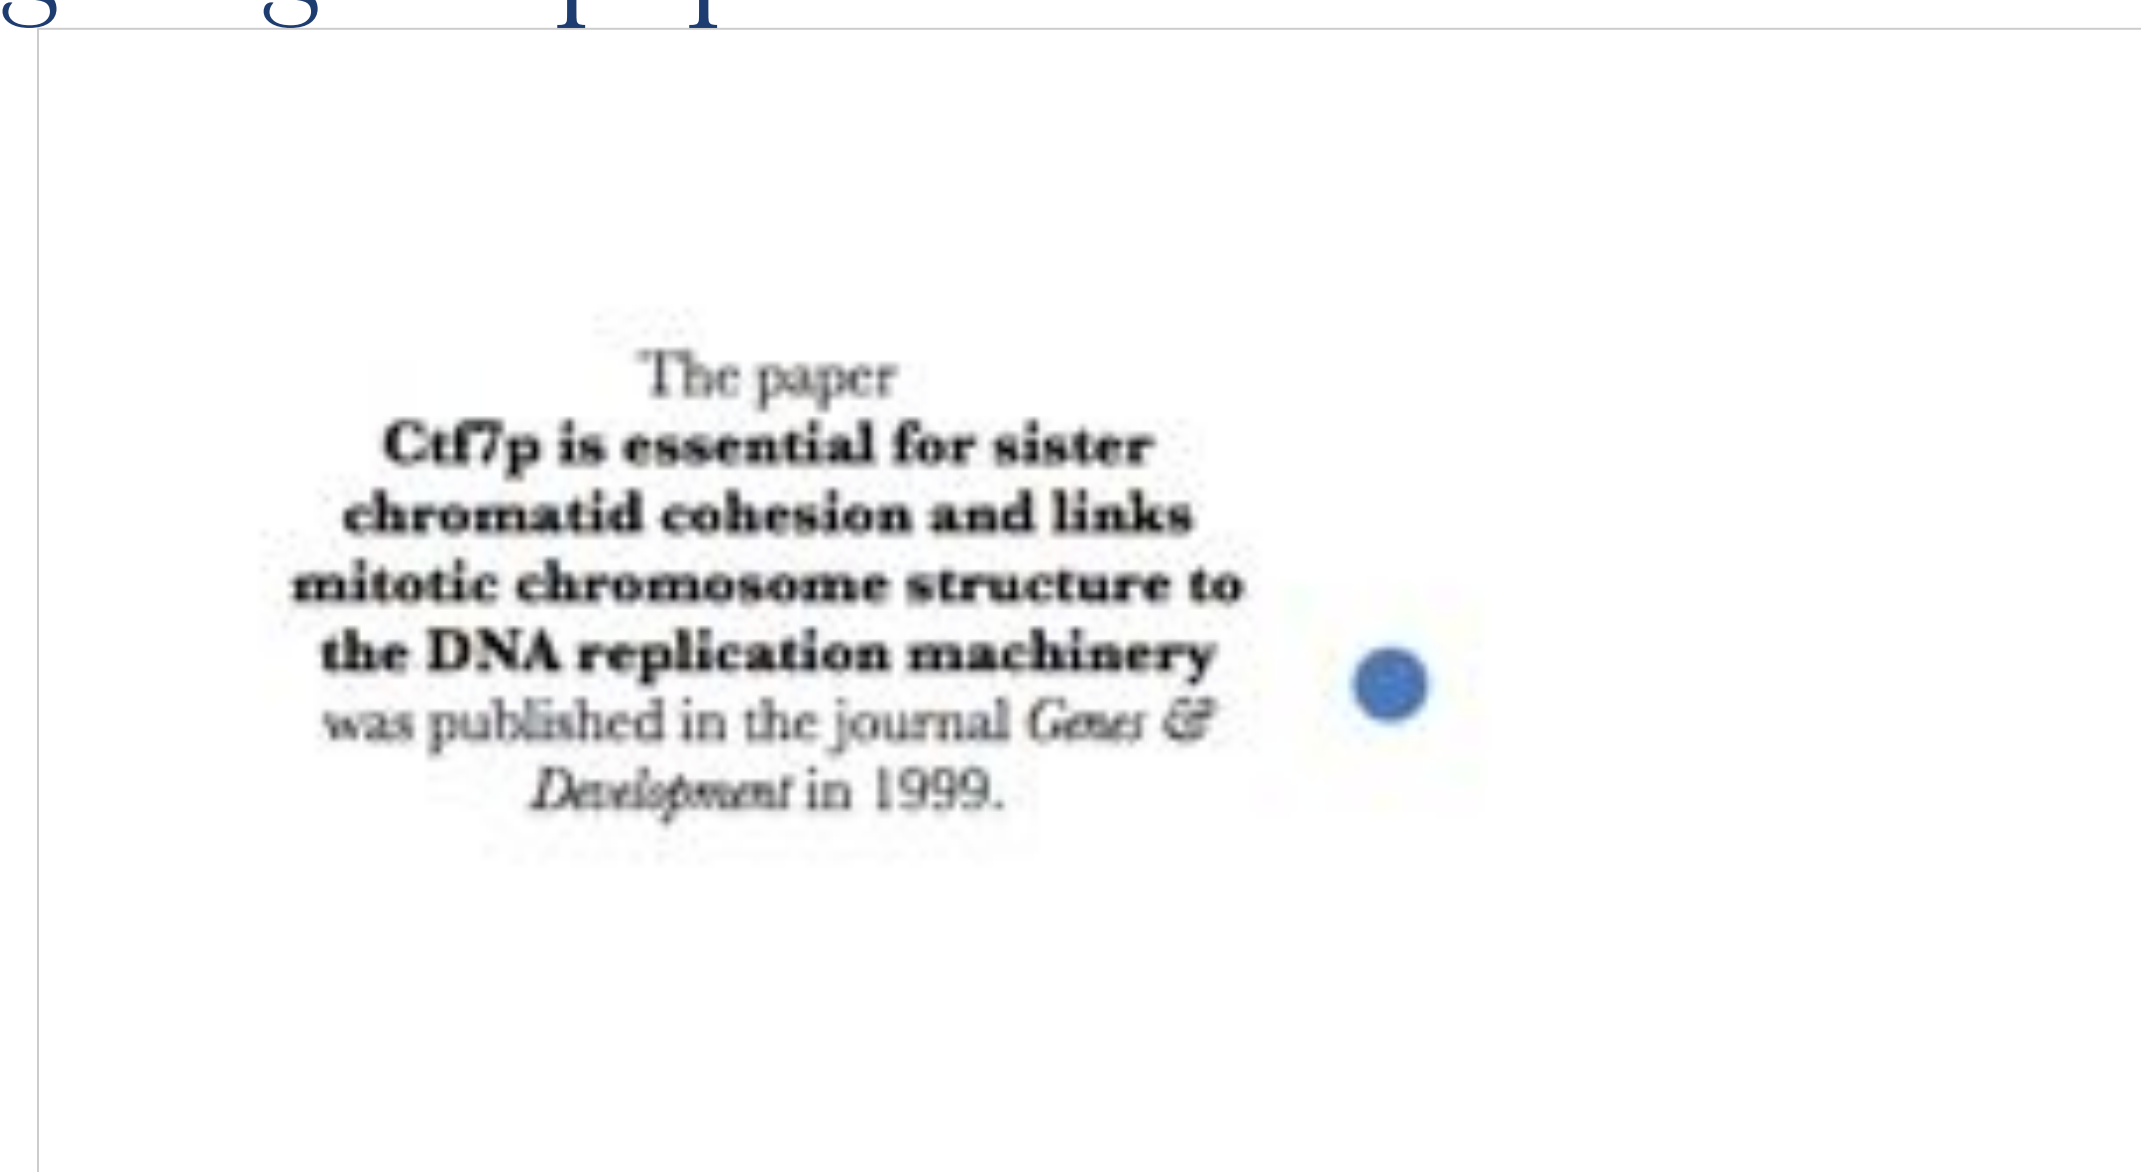 The paper
Ctf7p is essential for sister
chromatid cohesion and links
mitotic chromosome structure to
the DNA replication machinery
was published in the journal Genes &
Development in 1999.